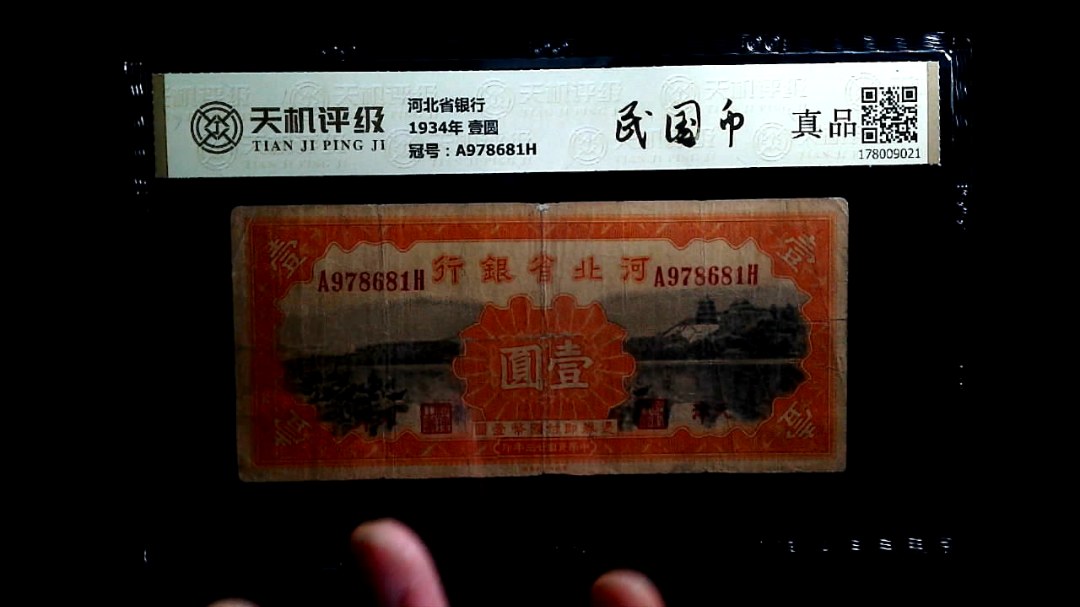 天机评级
TIAN JI PING JI
河北省银行
1934年 壹圆
冠号：A978681H
民国币
真品
178009021
壹
壹
行銀省北河
A978681H
A978681H
圓壹